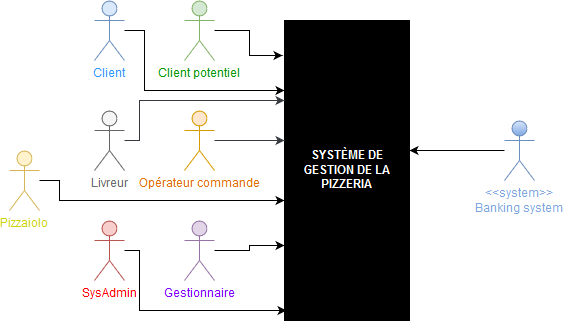 Client
Client potentiel
Livreur
Opérateur commande
Pizzaiolo
SysAdmin
Gestionnaire
SYSTÈME DE
GESTION DE LA
PIZZERIA
<<system>>
Banking system